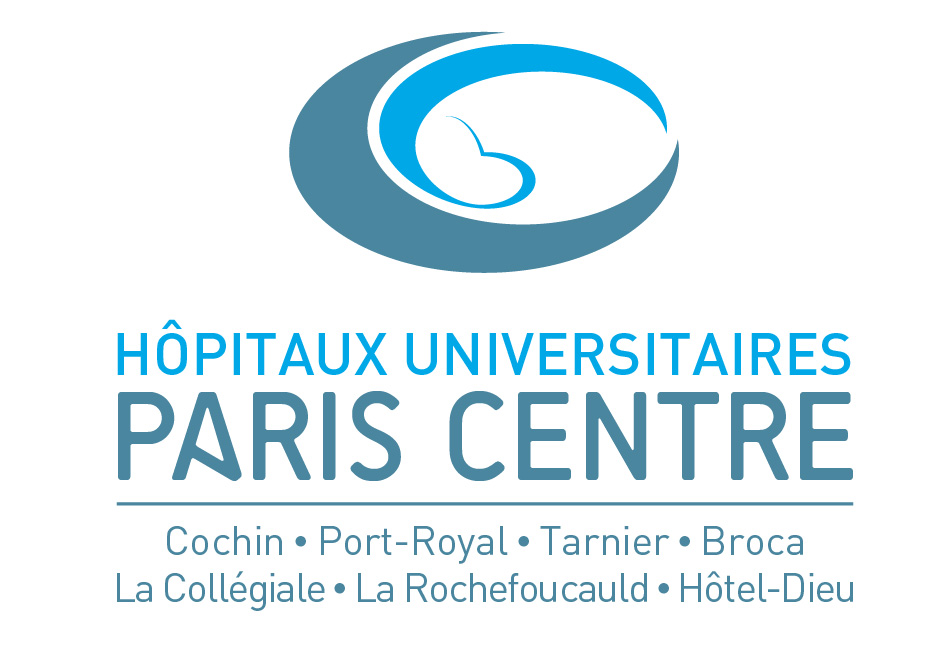 HÔPITAUX UNIVERSITAIRES
PARIS CENTRE
Cochin • Port-Royal • Tarnier • Broca
La Collégiale • La Rochefoucauld • Hôtel-Dieu